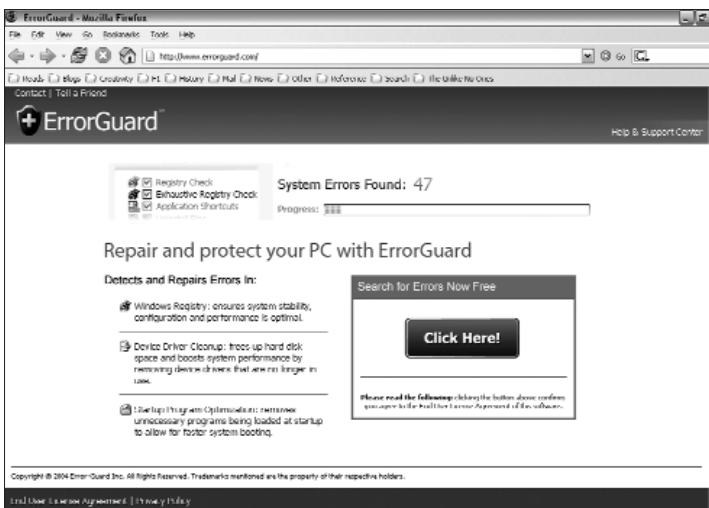 ErrorGuard - Mozilla Firefox
File Edit View Go Bookmarks Tools Help
http://www.errorguard.com/
Go
Reads Blogs Creativity F1 History Mail News Other Reference Search The Unlike No Ones
Contact | Tell a Friend
ErrorGuard
Help & Support Center
Registry Check
Exhaustive Registry Check
Application Shortcuts
System Errors Found: 47
Progress:
Repair and protect your PC with ErrorGuard
Detects and Repairs Errors In:
Windows Registry: ensures system stability,
configuration and performance is optimal.
Device Driver Cleanup: frees up hard disk
space and boosts system performance by
removing device drivers that are no longer in
use.
Startup Program Optimization: removes
unnecessary programs being loaded at startup
to allow for faster system booting.
Search for Errors Now Free
Click Here!
Please read the following: clicking the button above confirms
you agree to the End User License Agreement of this software.
Copyright © 2004 Error-Guard Inc. All Rights Reserved. Trademarks mentioned are the property of their respective holders.
End User License Agreement | Privacy Policy